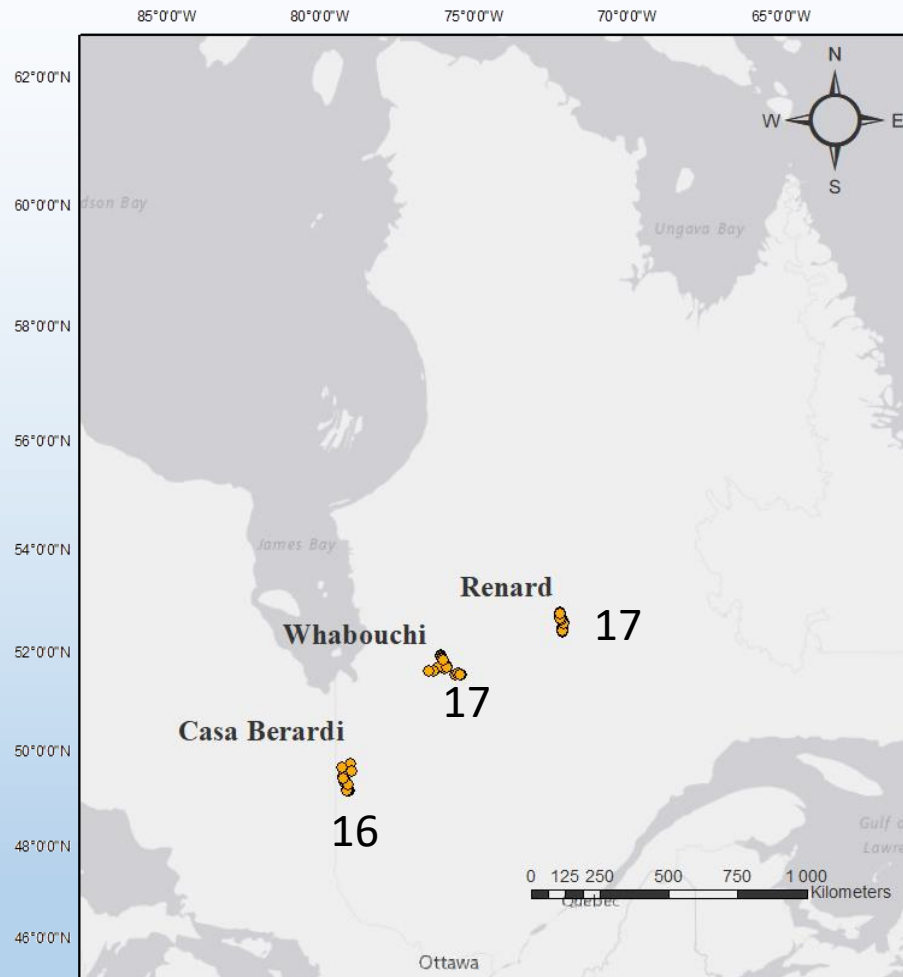 85°0'0"W 80°0'0"W 75°0'0"W 70°0'0"W 65°0'0"W
62°0'0"N
60°0'0"N
58°0'0"N
56°0'0"N
54°0'0"N
52°0'0"N
50°0'0"N
48°0'0"N
46°0'0"N
N
W E
S
dson Bay
Ungava Bay
James Bay
Renard
17
Whabouchi
17
Casa Berardi
16
Gulf o
Lawre
0 125 250 500 750 1 000
Kilometers
Quebec
Ottawa